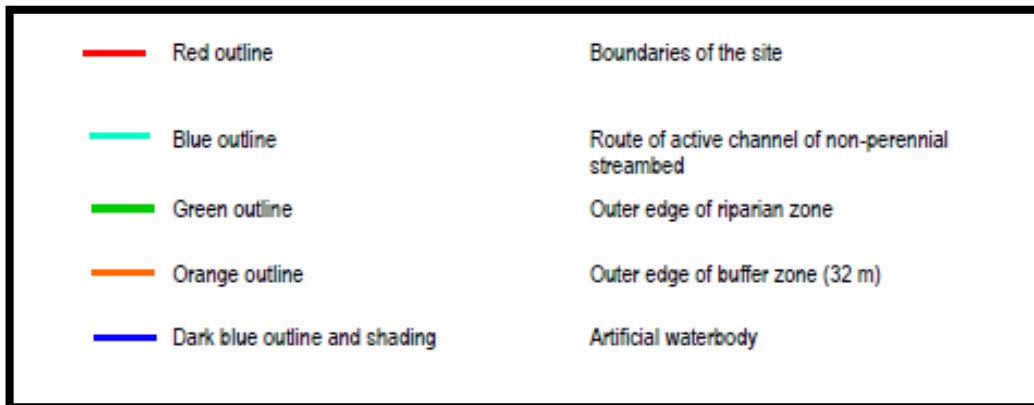 Red outline Boundaries of the site
Blue outline Route of active channel of non-perennial
streambed
Green outline Outer edge of riparian zone
Orange outline Outer edge of buffer zone (32 m)
Dark blue outline and shading Artificial waterbody